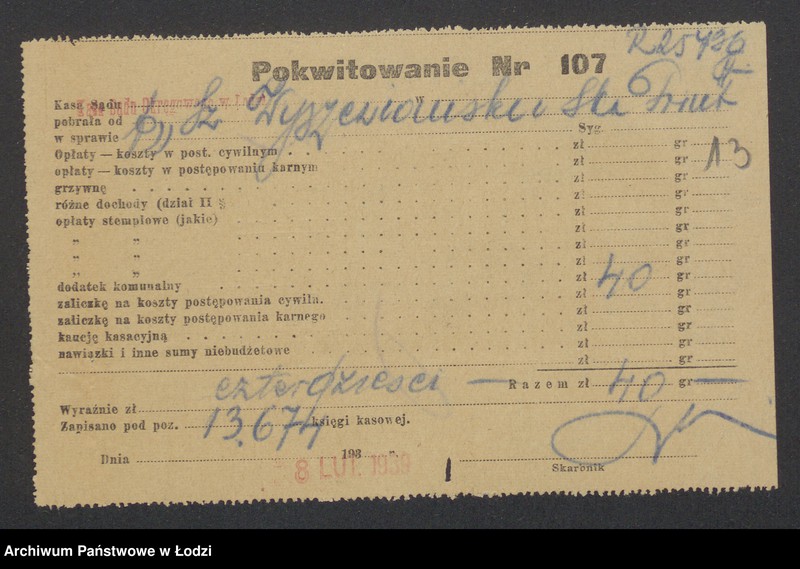 R 25436
Pokwitowanie Nr 107
Kasa Sądu
w
pobrała od Sz
w sprawie
Syg.
Opłaty — koszty w post. cywilnym zł gr 13
opłaty — koszty w postępowaniu karnym zł gr
grzywnę zł gr
różne dochody (dział II § zł gr
opłaty stemplowe (jakie) zł gr
„ „ zł gr
„ „ zł gr
„ „ zł gr
dodatek komunalny zł 40 gr
zaliczkę na koszty postępowania cywiln. zł gr
zaliczkę na koszty postępowania karnego zł gr
kaucję kasacyjną zł gr
nawiązki i inne sumy niebudżetowe zł gr
Razem zł 40 gr —
Wyraźnie zł czterdzieści —
Zapisano pod poz. 13.674 księgi kasowej.
Dnia 193 r.
8 LUT. 1939
Skarbnik
Archiwum Państwowe w Łodzi